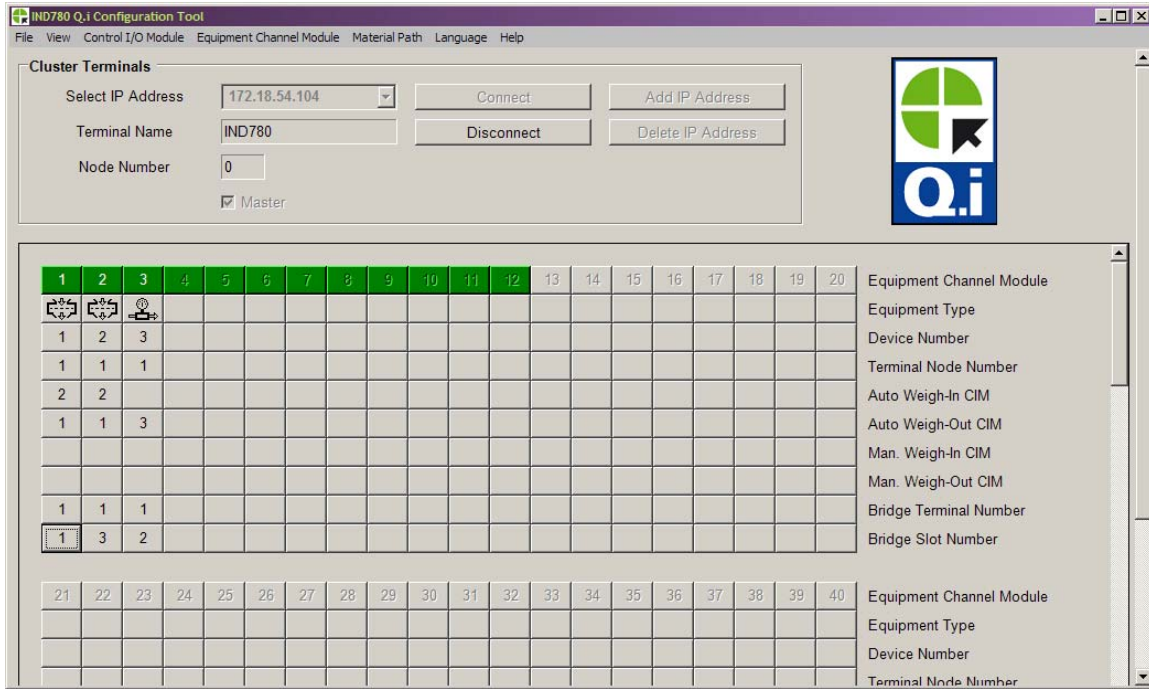 IND780 Q.i Configuration Tool
File View Control I/O Module Equipment Channel Module Material Path Language Help
Cluster Terminals
Select IP Address 172.18.54.104 Connect Add IP Address
Terminal Name IND780 Disconnect Delete IP Address
Node Number 0
Master
Q.i
1 2 3 4 5 6 7 8 9 10 11 12 13 14 15 16 17 18 19 20 Equipment Channel Module
Equipment Type
1 2 3 Device Number
1 1 1 Terminal Node Number
2 2 Auto Weigh-In CIM
1 1 3 Auto Weigh-Out CIM
Man. Weigh-In CIM
Man. Weigh-Out CIM
1 1 1 Bridge Terminal Number
1 3 2 Bridge Slot Number
21 22 23 24 25 26 27 28 29 30 31 32 33 34 35 36 37 38 39 40 Equipment Channel Module
Equipment Type
Device Number
Terminal Node Number